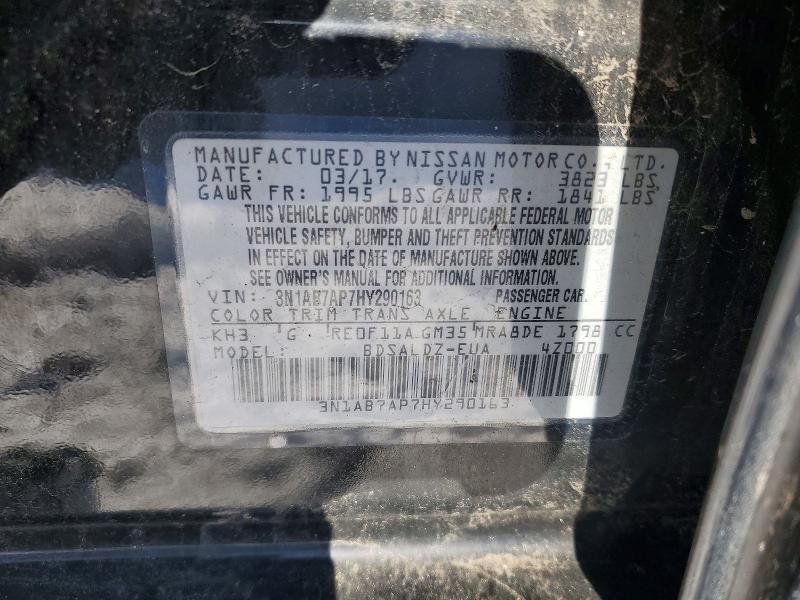 MANUFACTURED BY NISSAN MOTOR CO., LTD.
DATE: 03/17. GVWR: 3823 LBS
GAWR FR: 1995 LBS GAWR RR: 1841 LBS
THIS VEHICLE CONFORMS TO ALL APPLICABLE FEDERAL MOTOR
VEHICLE SAFETY, BUMPER AND THEFT PREVENTION STANDARDS
IN EFFECT ON THE DATE OF MANUFACTURE SHOWN ABOVE.
SEE OWNER'S MANUAL FOR ADDITIONAL INFORMATION.
VIN: 3N1AB7AP7HY290163 PASSENGER CAR.
COLOR TRIM TRANS AXLE ENGINE
KH3 G RE0F11A GM35 MRA8DE 1798 CC
MODEL: BDSALDZ-EUA 4Z000
3N1AB7AP7HY290163